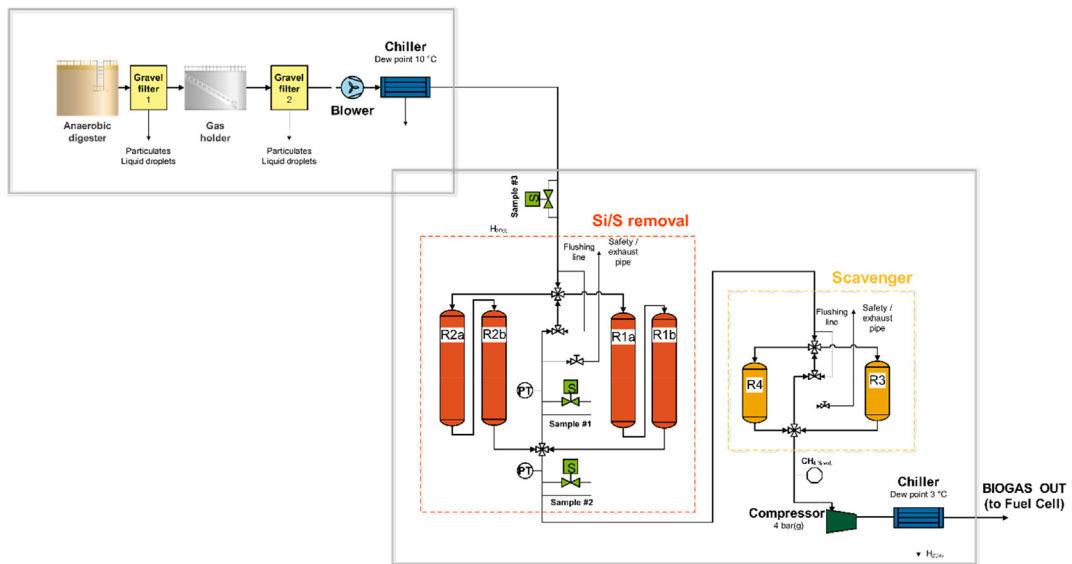 Chiller
Dew point 10 °C
Gravel
filter
1
Gravel
filter
2
Blower
Anaerobic
digester
Gas
holder
Particulates
Liquid droplets
Particulates
Liquid droplets
Sample #3
S
Si/S removal
Flushing
line
Safety /
exhaust
pipe
Scavenger
Flushing
line
Safety /
exhaust
pipe
R2a
R2b
R1a
R1b
R4
R3
PT
S
Sample #1
PT
S
Sample #2
CH4 % vol.
Chiller
Dew point 3 °C
Compressor
4 bar(g)
BIOGAS OUT
(to Fuel Cell)